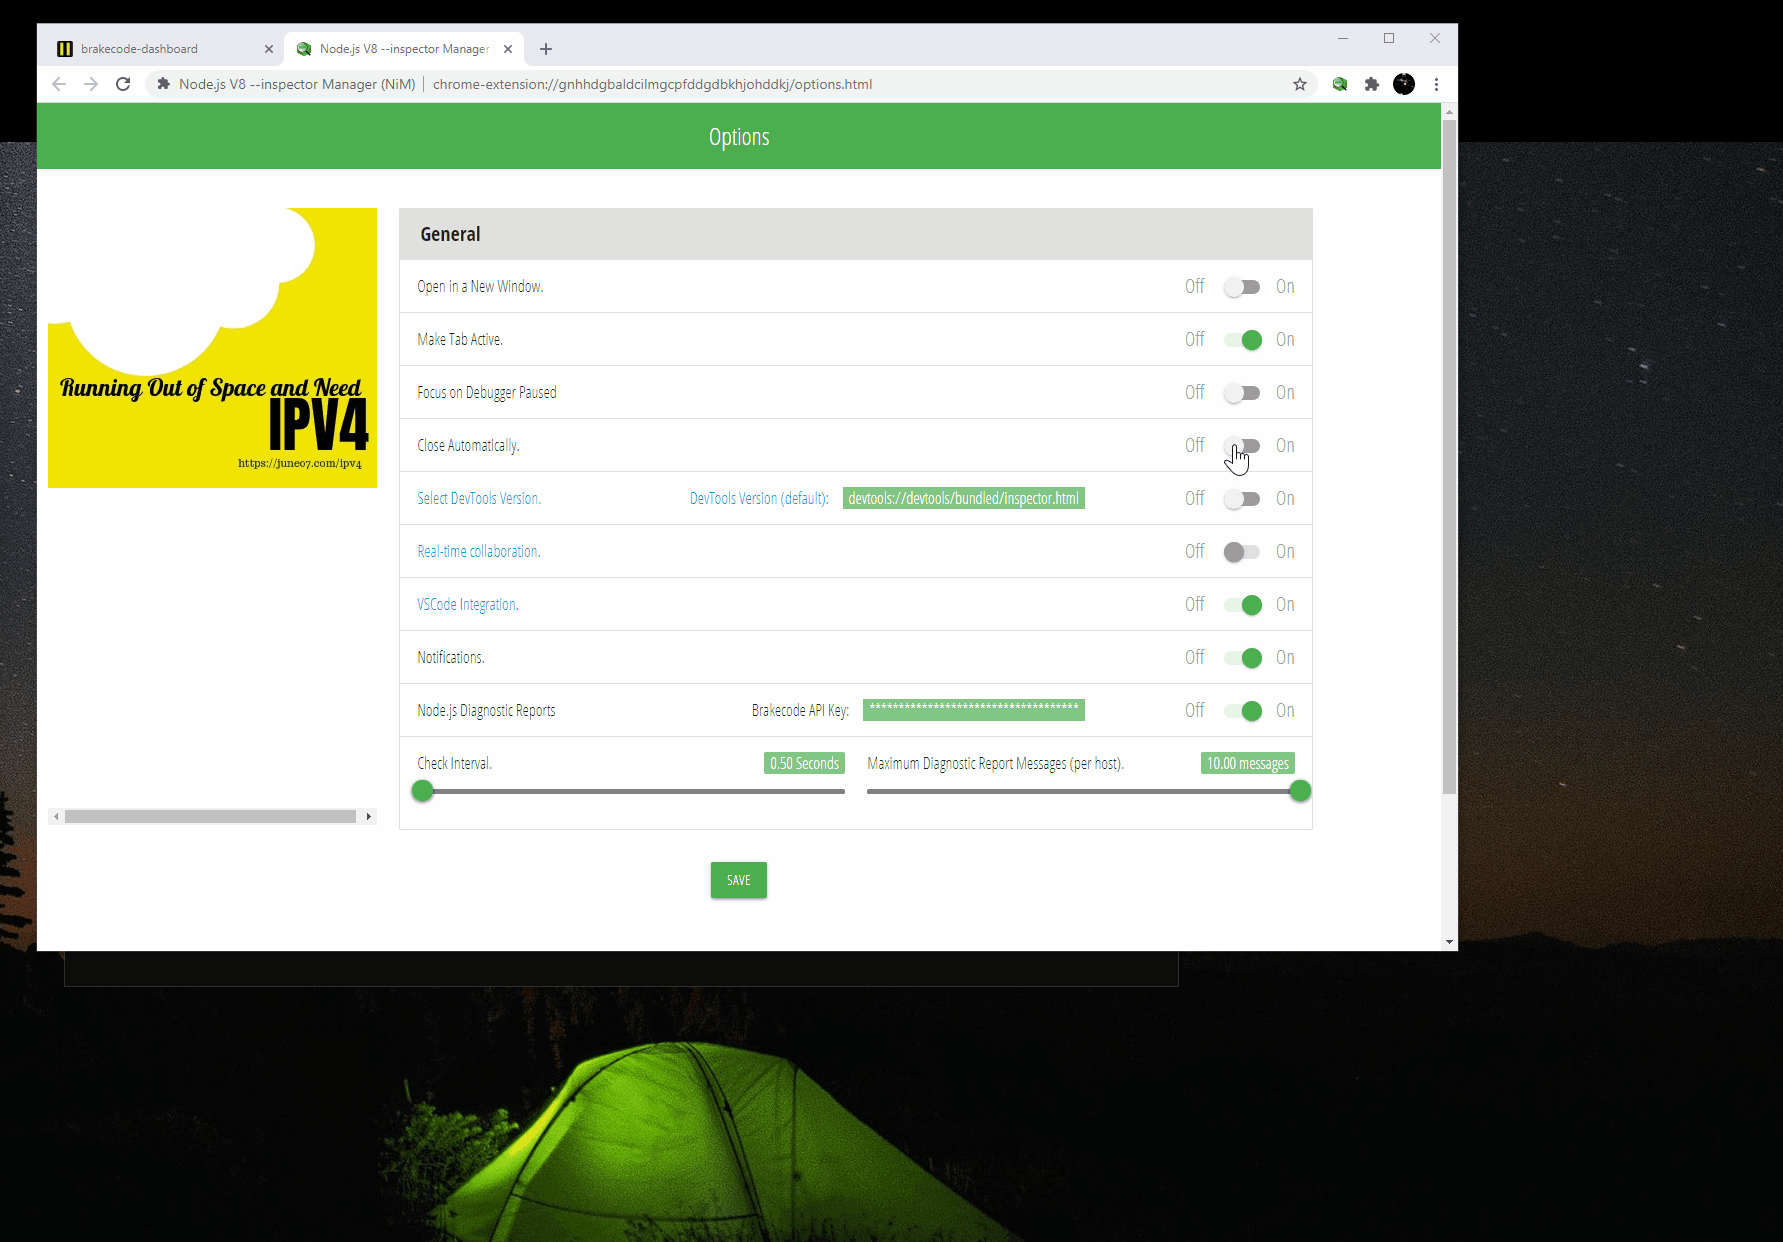 brakecode-dashboard
Node.js V8 --inspector Manager
Node.js V8 --inspector Manager (NiM) chrome-extension://gnhhdgbaldcilmgcpfddgdbkhjohddkj/options.html
Options
Running Out of Space and Need
IPV4
https://june07.com/ipv4
General
Open in a New Window. Off On
Make Tab Active. Off On
Focus on Debugger Paused Off On
Close Automatically. Off On
Select DevTools Version. DevTools Version (default): devtools://devtools/bundled/inspector.html Off On
Real-time collaboration. Off On
VSCode Integration. Off On
Notifications. Off On
Node.js Diagnostic Reports Brakecode API Key: ************************************ Off On
Check Interval. 0.50 Seconds Maximum Diagnostic Report Messages (per host). 10.00 messages
SAVE